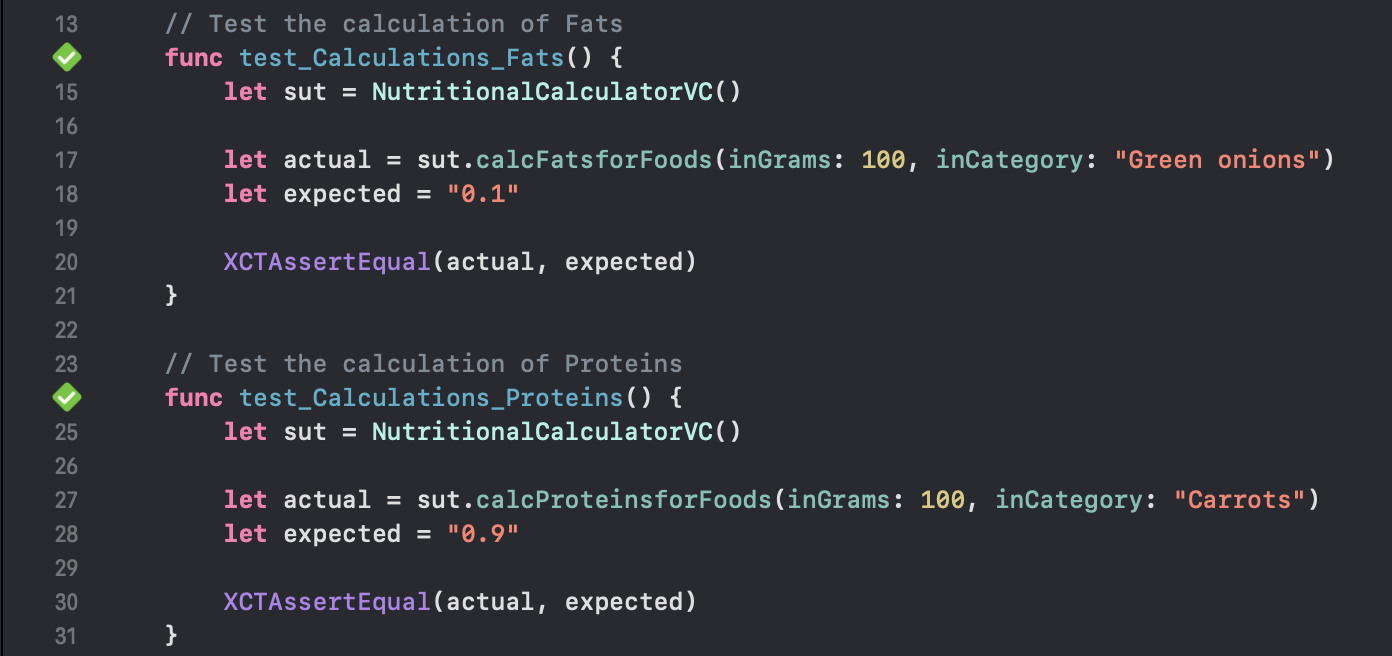 13 // Test the calculation of Fats
func test_Calculations_Fats() {
15 let sut = NutritionalCalculatorVC()
16
17 let actual = sut.calcFatsforFoods(inGrams: 100, inCategory: "Green onions")
18 let expected = "0.1"
19
20 XCTAssertEqual(actual, expected)
21 }
22
23 // Test the calculation of Proteins
func test_Calculations_Proteins() {
25 let sut = NutritionalCalculatorVC()
26
27 let actual = sut.calcProteinsforFoods(inGrams: 100, inCategory: "Carrots")
28 let expected = "0.9"
29
30 XCTAssertEqual(actual, expected)
31 }